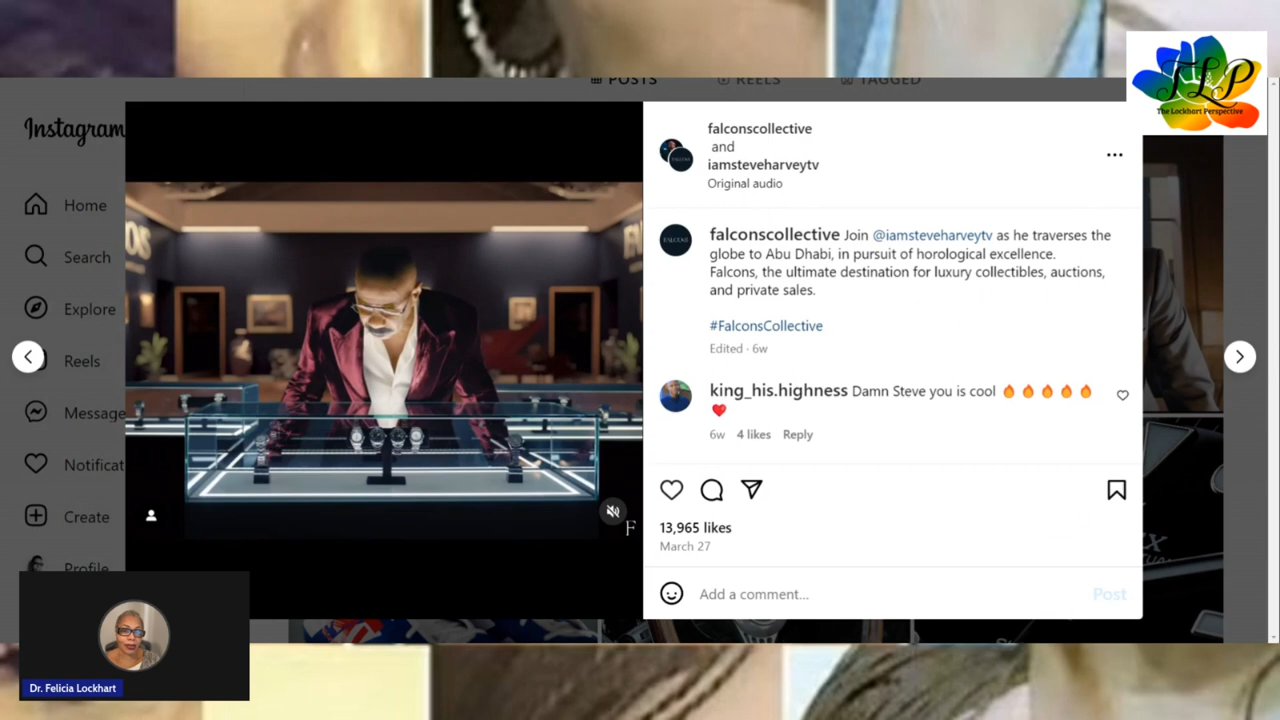 POSTS
REELS
TAGGED
TLP
The Lockhart Perspective
Instagram
Home
Search
Explore
Reels
Message
Notificat
Create
Profile
F
falconscollective
and
iamsteveharveytv
Original audio
FALCONS
falconscollective Join @iamsteveharveytv as he traverses the
globe to Abu Dhabi, in pursuit of horological excellence.
Falcons, the ultimate destination for luxury collectibles, auctions,
and private sales.
#FalconsCollective
Edited · 6w
king_his.highness Damn Steve you is cool 🔥🔥🔥🔥🔥
❤️
6w 4 likes Reply
13,965 likes
March 27
Add a comment...
Post
Dr. Felicia Lockhart